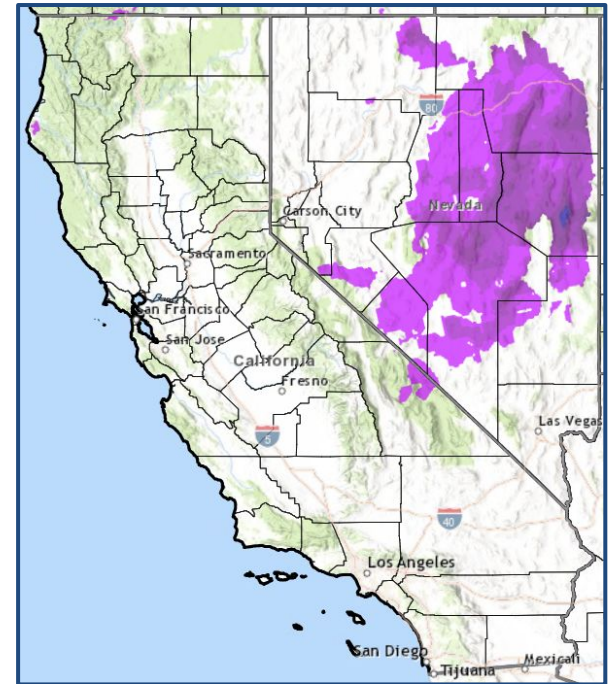 80
Nevada
Carson City
Sacramento
San Francisco
San Jose
California
Fresno
Las Vegas
5
40
Los Angeles
San Diego
Tijuana
Mexicali